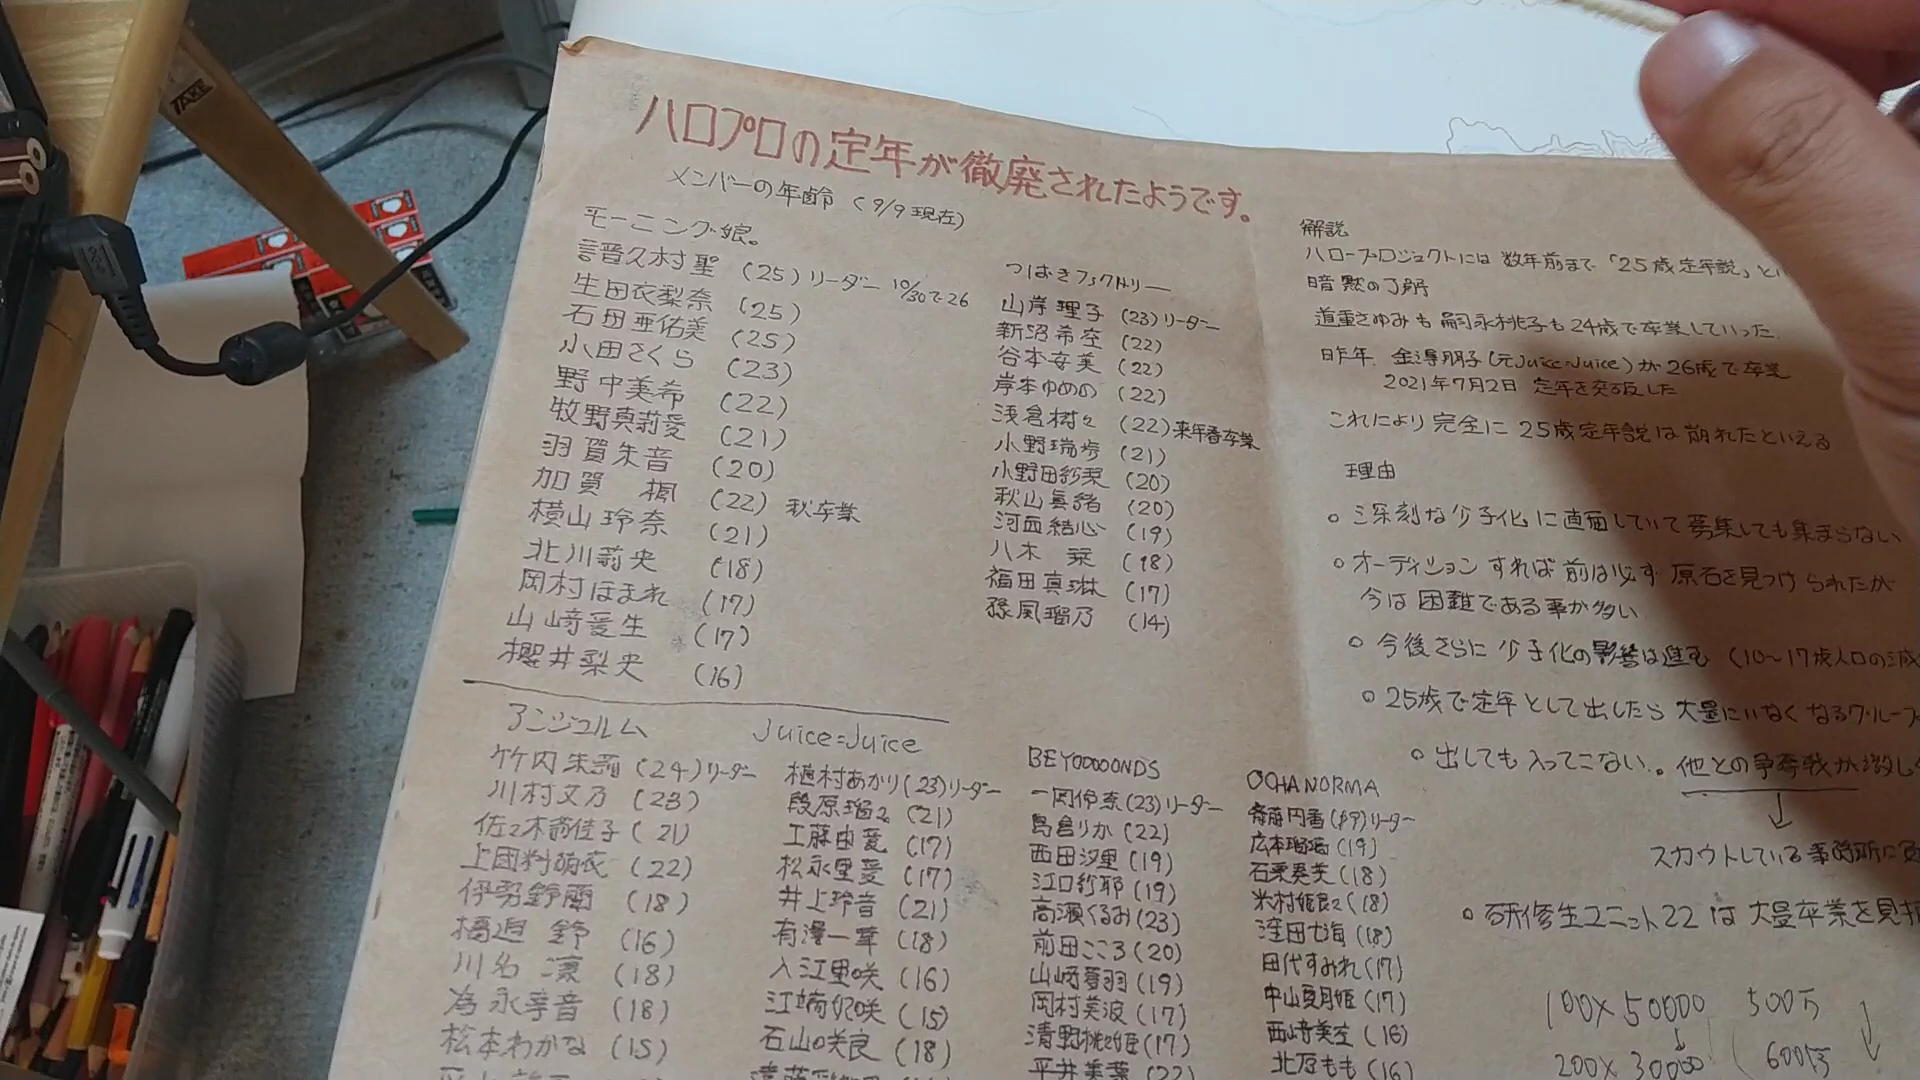 ハロプロの定年が徹廃されたようです。
メンバーの年齢 (9/9現在)
モーニング娘。
譜久村聖 (25) リーダー 10/30で26
生田衣梨奈 (25)
石田亜佑美 (25)
小田さくら (23)
野中美希 (22)
牧野真莉愛 (21)
羽賀朱音 (20)
加賀 楓 (22) 秋卒業
横山玲奈 (21)
北川莉央 (18)
岡村ほまれ (17)
山﨑愛生 (17)
櫻井梨央 (16)
つばきファクトリー
山岸理子 (23)リーダー
新沼希空 (22)
谷本安美 (22)
岸本ゆめの (22)
浅倉樹々 (22)来年春卒業
小野瑞歩 (21)
小野田紗栞 (20)
秋山眞緒 (20)
河西結心 (19)
八木 栞 (18)
福田真琳 (17)
豫風瑠乃 (14)
アンジュルム
竹内朱莉 (24)リーダー
川村文乃 (23)
佐々木莉佳子 (21)
上國料萌衣 (22)
伊勢鈴蘭 (18)
橋迫 鈴 (16)
川名 凜 (18)
為永幸音 (18)
松本わかな (15)
Juice=Juice
植村あかり(23)リーダー
段原瑠々 (21)
工藤由愛 (17)
松永里愛 (17)
井上玲音 (21)
有澤一華 (18)
入江里咲 (16)
江端妃咲 (15)
石山咲良 (18)
BEYOOOOONDS
一岡伶奈(23)リーダー
島倉りか (22)
西田汐里 (19)
江口紗耶 (19)
高瀬くるみ(23)
前田こころ (20)
山﨑夢羽 (19)
岡村美波 (17)
清野桃々姫(17)
平井美葉 (22)
OCHA NORMA
斉藤円香 (19)リーダー
広本瑠璃 (19)
石栗奏美 (18)
米村姫良々(18)
窪田七海 (18)
田代すみれ(17)
中山夏月姫 (17)
西﨑美空 (16)
北原もも (16)
解説
ハロープロジェクトには数年前まで「25歳定年説」とい
暗黙の了解
道重さゆみも嗣永桃子も24歳で卒業していった
昨年、金澤朋子(元Juice=Juice)が26歳で卒業
2021年7月2日 定年を突破した
これにより完全に25歳定年説は崩れたといえる
理由
○ 深刻な少子化に直面していて募集しても集まらない
○ オーディションすれば前は必ず原石を見つけられたが
今は困難である事が多い
○ 今後さらに少子化の影響は進む (10〜17歳人口の減
○ 25歳で定年として出したら大量にいなくなるグループ
○ 出しても入ってこない。他との争奪戦が激しく
↓
スカウトしている事務所に
○ 研修生ユニット22は大量卒業を見
100×50000 500万
200×30000 600万